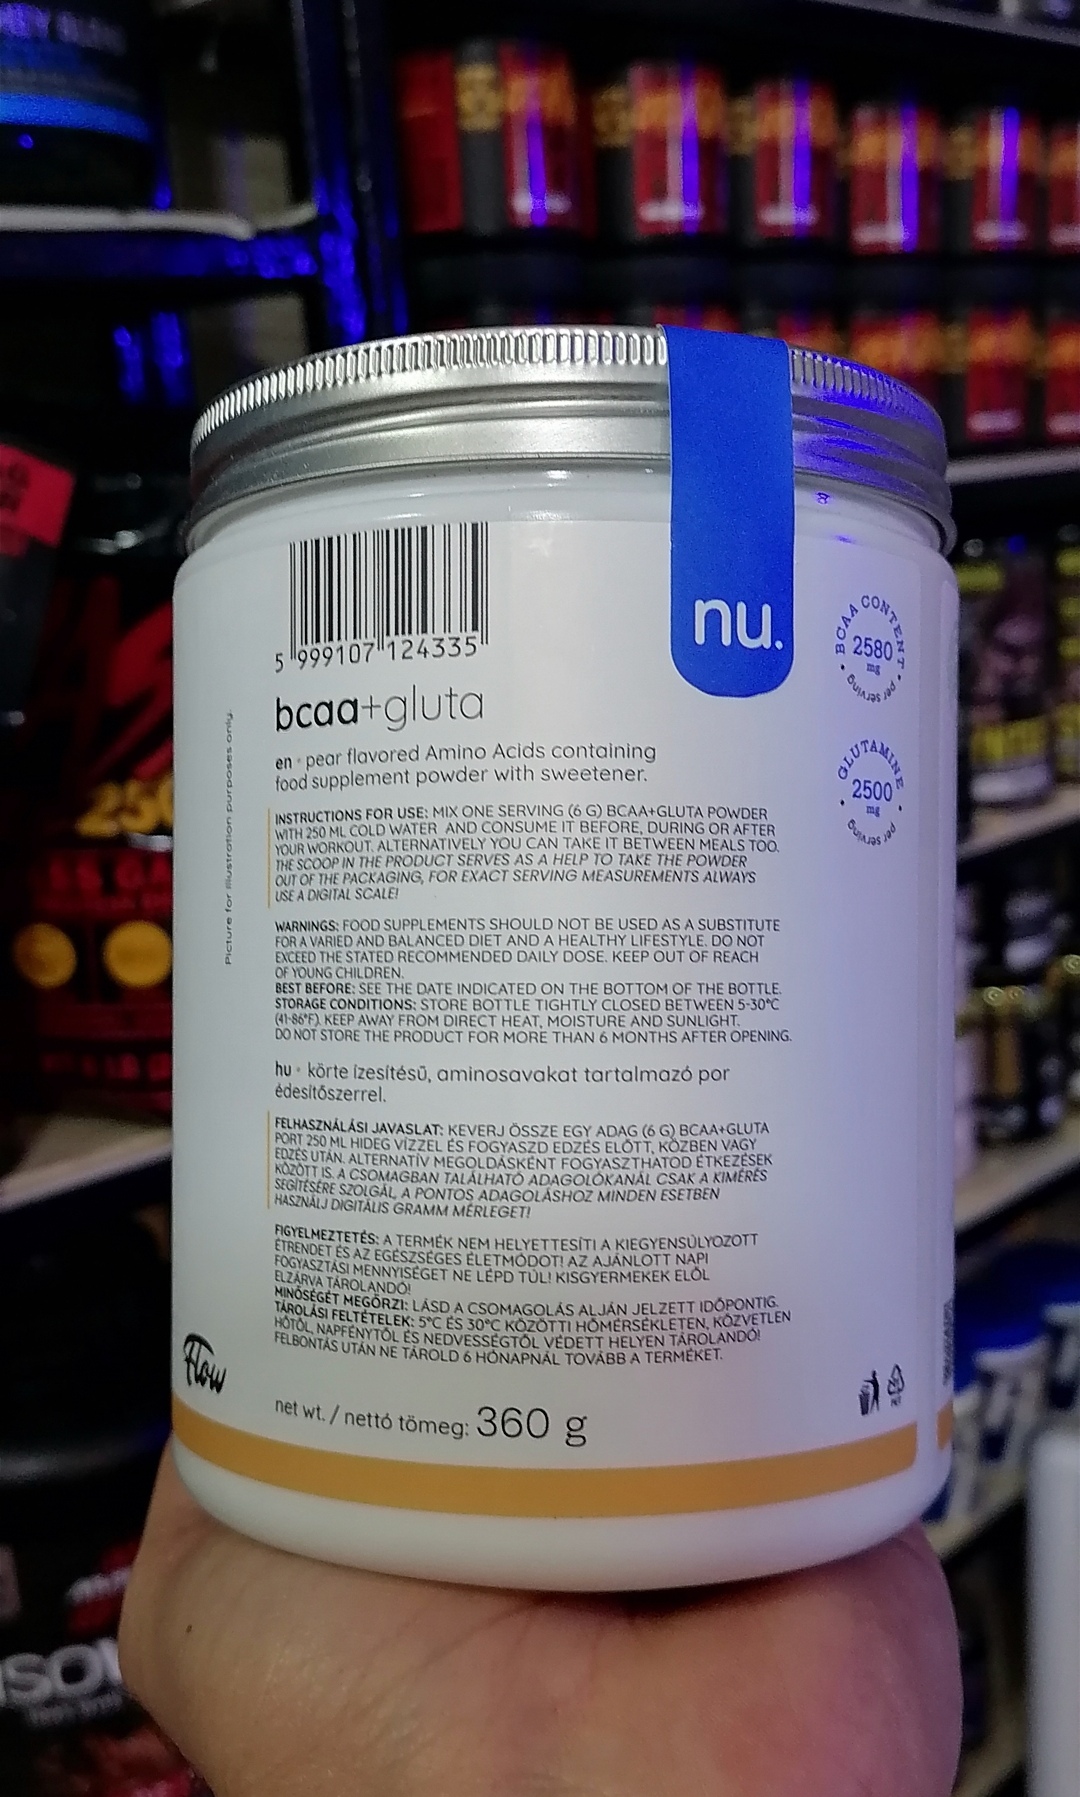 nu.
BCAA CONTENT
2580
mg
per serving
GLUTAMINE
2500
mg
per serving
5 999107 124335
bcaa+gluta
en • pear flavored Amino Acids containing
food supplement powder with sweetener.
Picture for illustration purposes only.
INSTRUCTIONS FOR USE: MIX ONE SERVING (6 G) BCAA+GLUTA POWDER
WITH 250 ML COLD WATER AND CONSUME IT BEFORE, DURING OR AFTER
YOUR WORKOUT. ALTERNATIVELY YOU CAN TAKE IT BETWEEN MEALS TOO.
THE SCOOP IN THE PRODUCT SERVES AS A HELP TO TAKE THE POWDER
OUT OF THE PACKAGING, FOR EXACT SERVING MEASUREMENTS ALWAYS
USE A DIGITAL SCALE!
WARNINGS: FOOD SUPPLEMENTS SHOULD NOT BE USED AS A SUBSTITUTE
FOR A VARIED AND BALANCED DIET AND A HEALTHY LIFESTYLE. DO NOT
EXCEED THE STATED RECOMMENDED DAILY DOSE. KEEP OUT OF REACH
OF YOUNG CHILDREN.
BEST BEFORE: SEE THE DATE INDICATED ON THE BOTTOM OF THE BOTTLE.
STORAGE CONDITIONS: STORE BOTTLE TIGHTLY CLOSED BETWEEN 5-30°C
(41-86°F). KEEP AWAY FROM DIRECT HEAT, MOISTURE AND SUNLIGHT.
DO NOT STORE THE PRODUCT FOR MORE THAN 6 MONTHS AFTER OPENING.
hu • körte ízesítésű, aminosavakat tartalmazó por
édesítőszerrel.
FELHASZNÁLÁSI JAVASLAT: KEVERJ ÖSSZE EGY ADAG (6 G) BCAA+GLUTA
PORT 250 ML HIDEG VÍZZEL ÉS FOGYASZD EDZÉS ELŐTT, KÖZBEN VAGY
EDZÉS UTÁN. ALTERNATÍV MEGOLDÁSKÉNT FOGYASZTHATOD ÉTKEZÉSEK
KÖZÖTT IS. A CSOMAGBAN TALÁLHATÓ ADAGOLÓKANÁL CSAK A KIMÉRÉS
SEGÍTÉSÉRE SZOLGÁL, A PONTOS ADAGOLÁSHOZ MINDEN ESETBEN
HASZNÁLJ DIGITÁLIS GRAMM MÉRLEGET!
FIGYELMEZTETÉS: A TERMÉK NEM HELYETTESÍTI A KIEGYENSÚLYOZOTT
ÉTRENDET ÉS AZ EGÉSZSÉGES ÉLETMÓDOT! AZ AJÁNLOTT NAPI
FOGYASZTÁSI MENNYISÉGET NE LÉPD TÚL! KISGYERMEKEK ELŐL
ELZÁRVA TÁROLANDÓ!
MINŐSÉGÉT MEGŐRZI: LÁSD A CSOMAGOLÁS ALJÁN JELZETT IDŐPONTIG.
TÁROLÁSI FELTÉTELEK: 5°C ÉS 30°C KÖZÖTTI HŐMÉRSÉKLETEN, KÖZVETLEN
HŐTŐL, NAPFÉNYTŐL ÉS NEDVESSÉGTŐL VÉDETT HELYEN TÁROLANDÓ!
FELBONTÁS UTÁN NE TÁROLD 6 HÓNAPNÁL TOVÁBB A TERMÉKET.
Flow
net wt. / nettó tömeg: 360 g